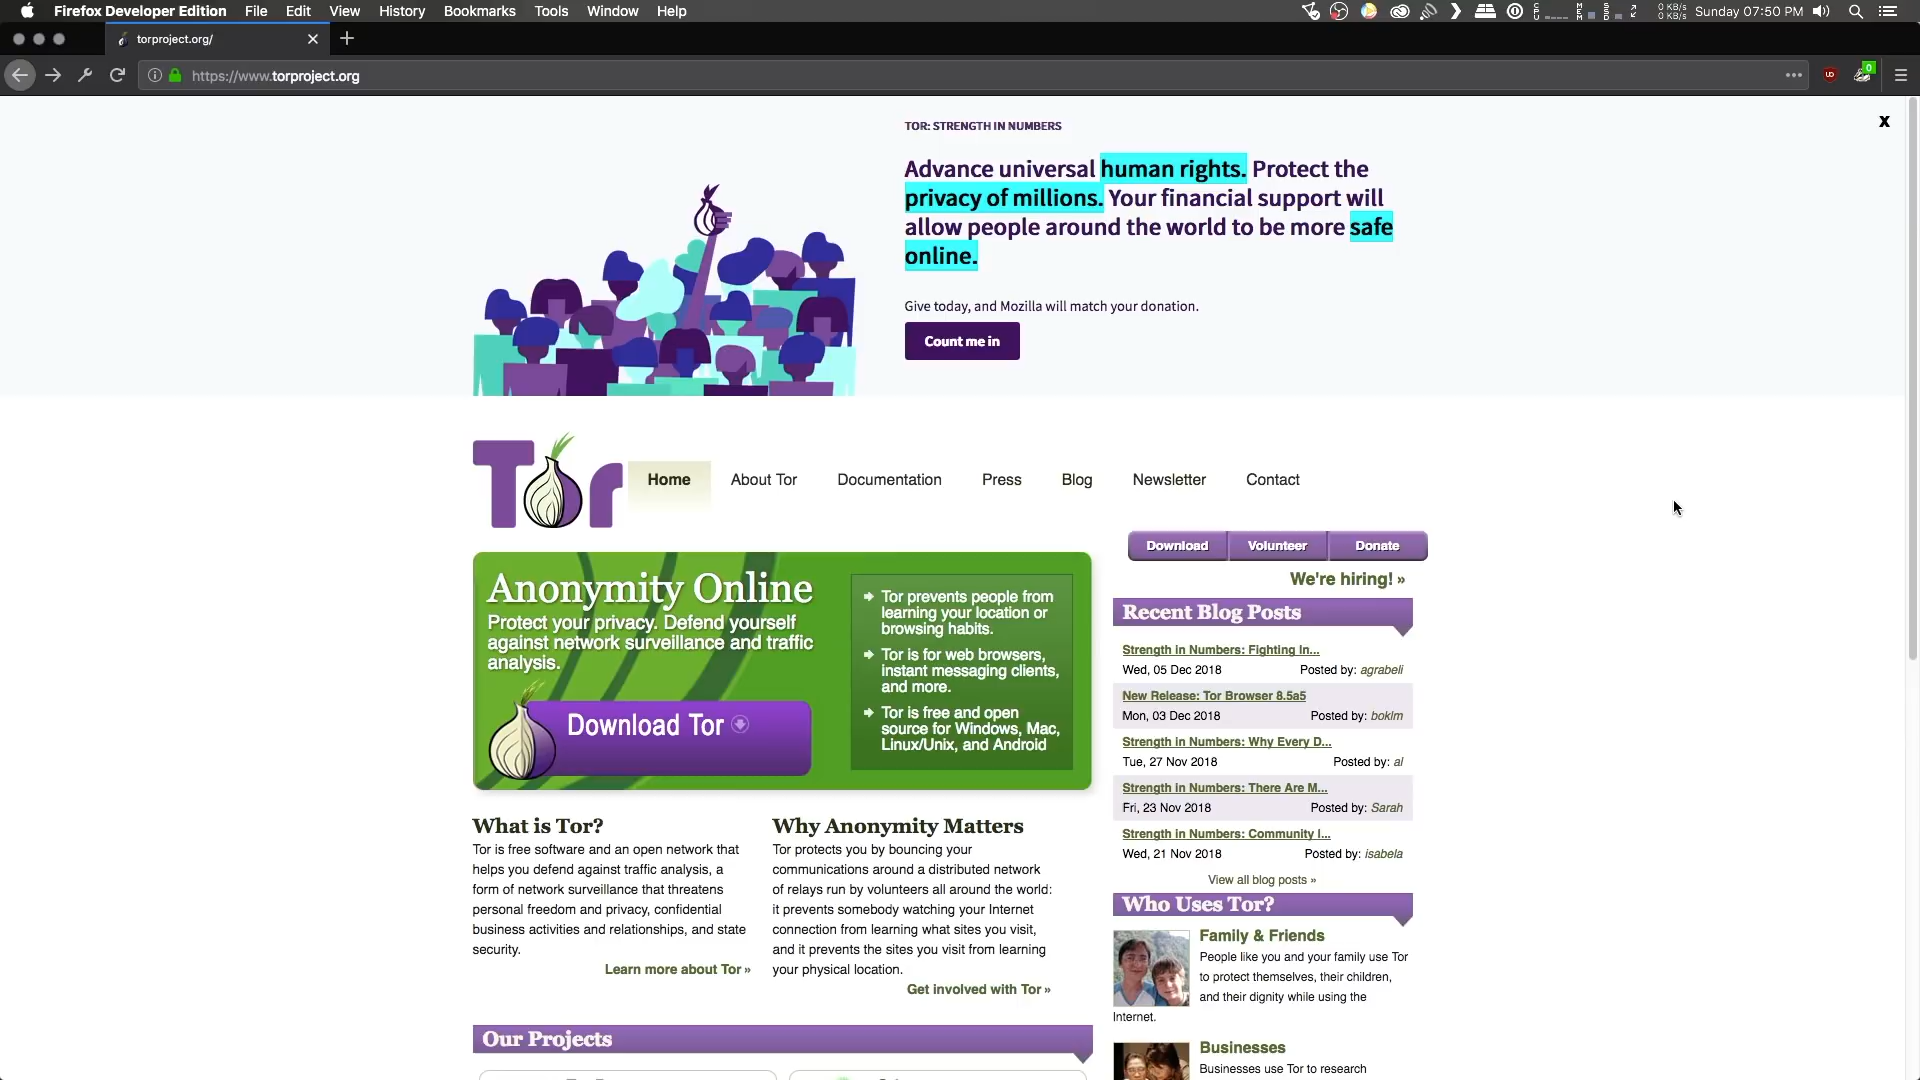 Firefox Developer Edition File Edit View History Bookmarks Tools Window Help
0 KB/s
0 KB/s
Sunday 07:50 PM
torproject.org/
https://www.torproject.org
0
TOR: STRENGTH IN NUMBERS
X
Advance universal human rights. Protect the
privacy of millions. Your financial support will
allow people around the world to be more safe
online.
Give today, and Mozilla will match your donation.
Count me in
Tor
Home About Tor Documentation Press Blog Newsletter Contact
Download Volunteer Donate
We're hiring! »
Anonymity Online
Protect your privacy. Defend yourself
against network surveillance and traffic
analysis.
Download Tor
Tor prevents people from
learning your location or
browsing habits.
Tor is for web browsers,
instant messaging clients,
and more.
Tor is free and open
source for Windows, Mac,
Linux/Unix, and Android
What is Tor?
Tor is free software and an open network that
helps you defend against traffic analysis, a
form of network surveillance that threatens
personal freedom and privacy, confidential
business activities and relationships, and state
security.
Learn more about Tor »
Why Anonymity Matters
Tor protects you by bouncing your
communications around a distributed network
of relays run by volunteers all around the world:
it prevents somebody watching your Internet
connection from learning what sites you visit,
and it prevents the sites you visit from learning
your physical location.
Get involved with Tor »
Our Projects
Recent Blog Posts
Strength in Numbers: Fighting In...
Wed, 05 Dec 2018 Posted by: agrabeli
New Release: Tor Browser 8.5a5
Mon, 03 Dec 2018 Posted by: boklm
Strength in Numbers: Why Every D...
Tue, 27 Nov 2018 Posted by: al
Strength in Numbers: There Are M...
Fri, 23 Nov 2018 Posted by: Sarah
Strength in Numbers: Community I...
Wed, 21 Nov 2018 Posted by: isabela
View all blog posts »
Who Uses Tor?
Family & Friends
People like you and your family use Tor
to protect themselves, their children,
and their dignity while using the
Internet.
Businesses
Businesses use Tor to research